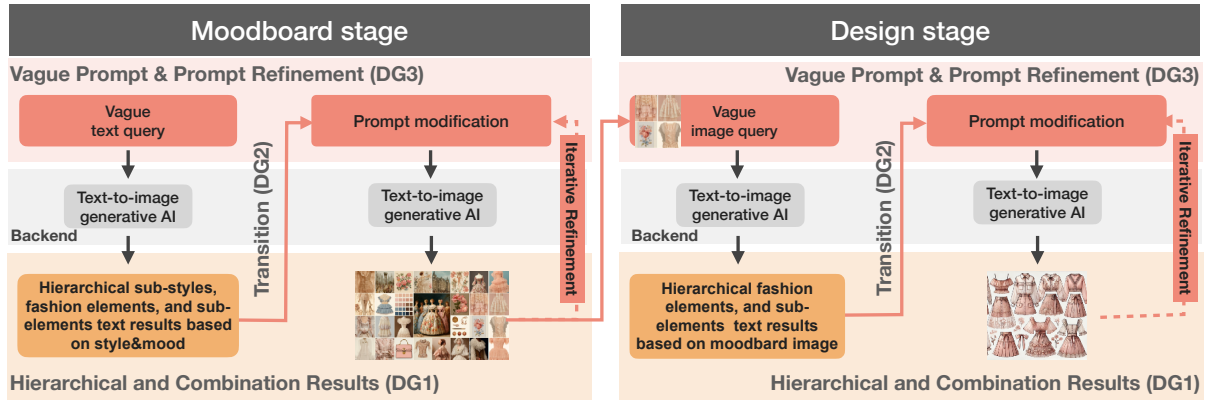 Moodboard stage
Vague Prompt & Prompt Refinement (DG3)
Vague
text query
Prompt modification
Transition (DG2)
Iterative Refinement
Text-to-image
generative AI
Text-to-image
generative AI
Backend
Hierarchical sub-styles,
fashion elements, and sub-
elements text results based
on style&mood
Hierarchical and Combination Results (DG1)
Design stage
Vague Prompt & Prompt Refinement (DG3)
Vague
image query
Prompt modification
Transition (DG2)
Iterative Refinement
Text-to-image
generative AI
Text-to-image
generative AI
Backend
Hierarchical fashion
elements, and sub-
elements text results
based on moodbard image
Hierarchical and Combination Results (DG1)